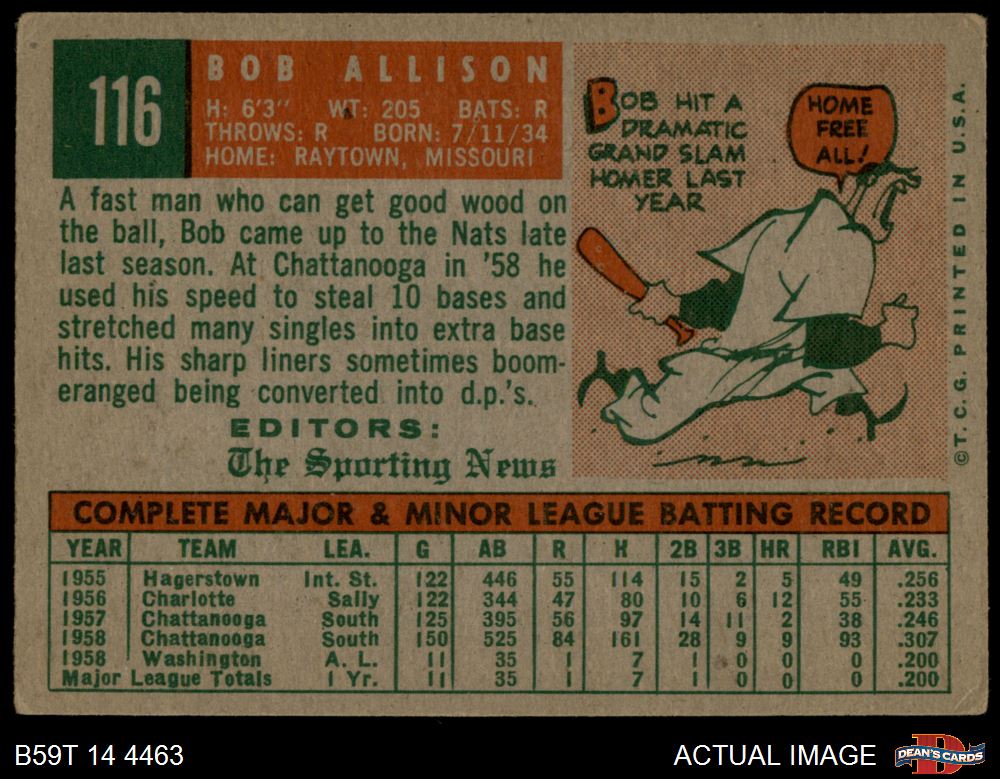 116
BOB ALLISON
H: 6'3" WT: 205 BATS: R
THROWS: R BORN: 7/11/34
HOME: RAYTOWN, MISSOURI
A fast man who can get good wood on
the ball, Bob came up to the Nats late
last season. At Chattanooga in '58 he
used his speed to steal 10 bases and
stretched many singles into extra base
hits. His sharp liners sometimes boom-
eranged being converted into d.p.'s.
EDITORS:
The Sporting News
BOB HIT A
DRAMATIC
GRAND SLAM
HOMER LAST
YEAR
HOME
FREE
ALL!
© T. C. G. PRINTED IN U.S.A.
COMPLETE MAJOR & MINOR LEAGUE BATTING RECORD
YEAR TEAM LEA. G AB R H 2B 3B HR RBI AVG.
1955 Hagerstown Int. St. 122 446 55 114 15 2 5 49 .256
1956 Charlotte Sally 122 344 47 80 10 6 12 55 .233
1957 Chattanooga South 125 395 56 97 14 11 2 38 .246
1958 Chattanooga South 150 525 84 161 28 9 9 93 .307
1958 Washington A. L. 11 35 1 7 1 0 0 0 .200
Major League Totals 1 Yr. 11 35 1 7 1 0 0 0 .200
B59T 14 4463
ACTUAL IMAGE
DEAN'S CARDS